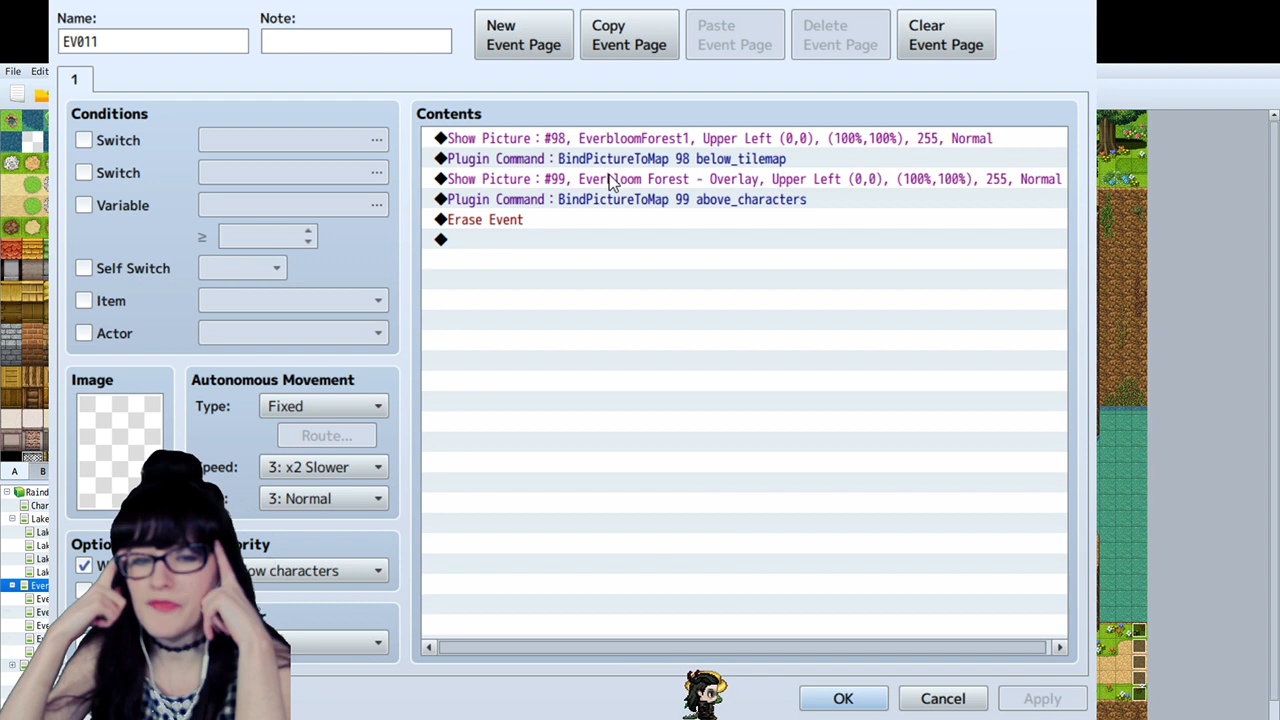 Name:
Note:
EV011
New
Event Page
Copy
Event Page
Paste
Event Page
Delete
Event Page
Clear
Event Page
File Edit
1
Conditions
Switch ...
Switch ...
Variable ...
≥
Self Switch
Item
Actor
Image
Autonomous Movement
Type: Fixed
Route...
3: x2 Slower
3: Normal
Contents
◆Show Picture : #98, EverbloomForest1, Upper Left (0,0), (100%,100%), 255, Normal
◆Plugin Command : BindPictureToMap 98 below_tilemap
◆Show Picture : #99, Everbloom Forest - Overlay, Upper Left (0,0), (100%,100%), 255, Normal
◆Plugin Command : BindPictureToMap 99 above_characters
◆Erase Event
◆
A B
OK
Cancel
Apply